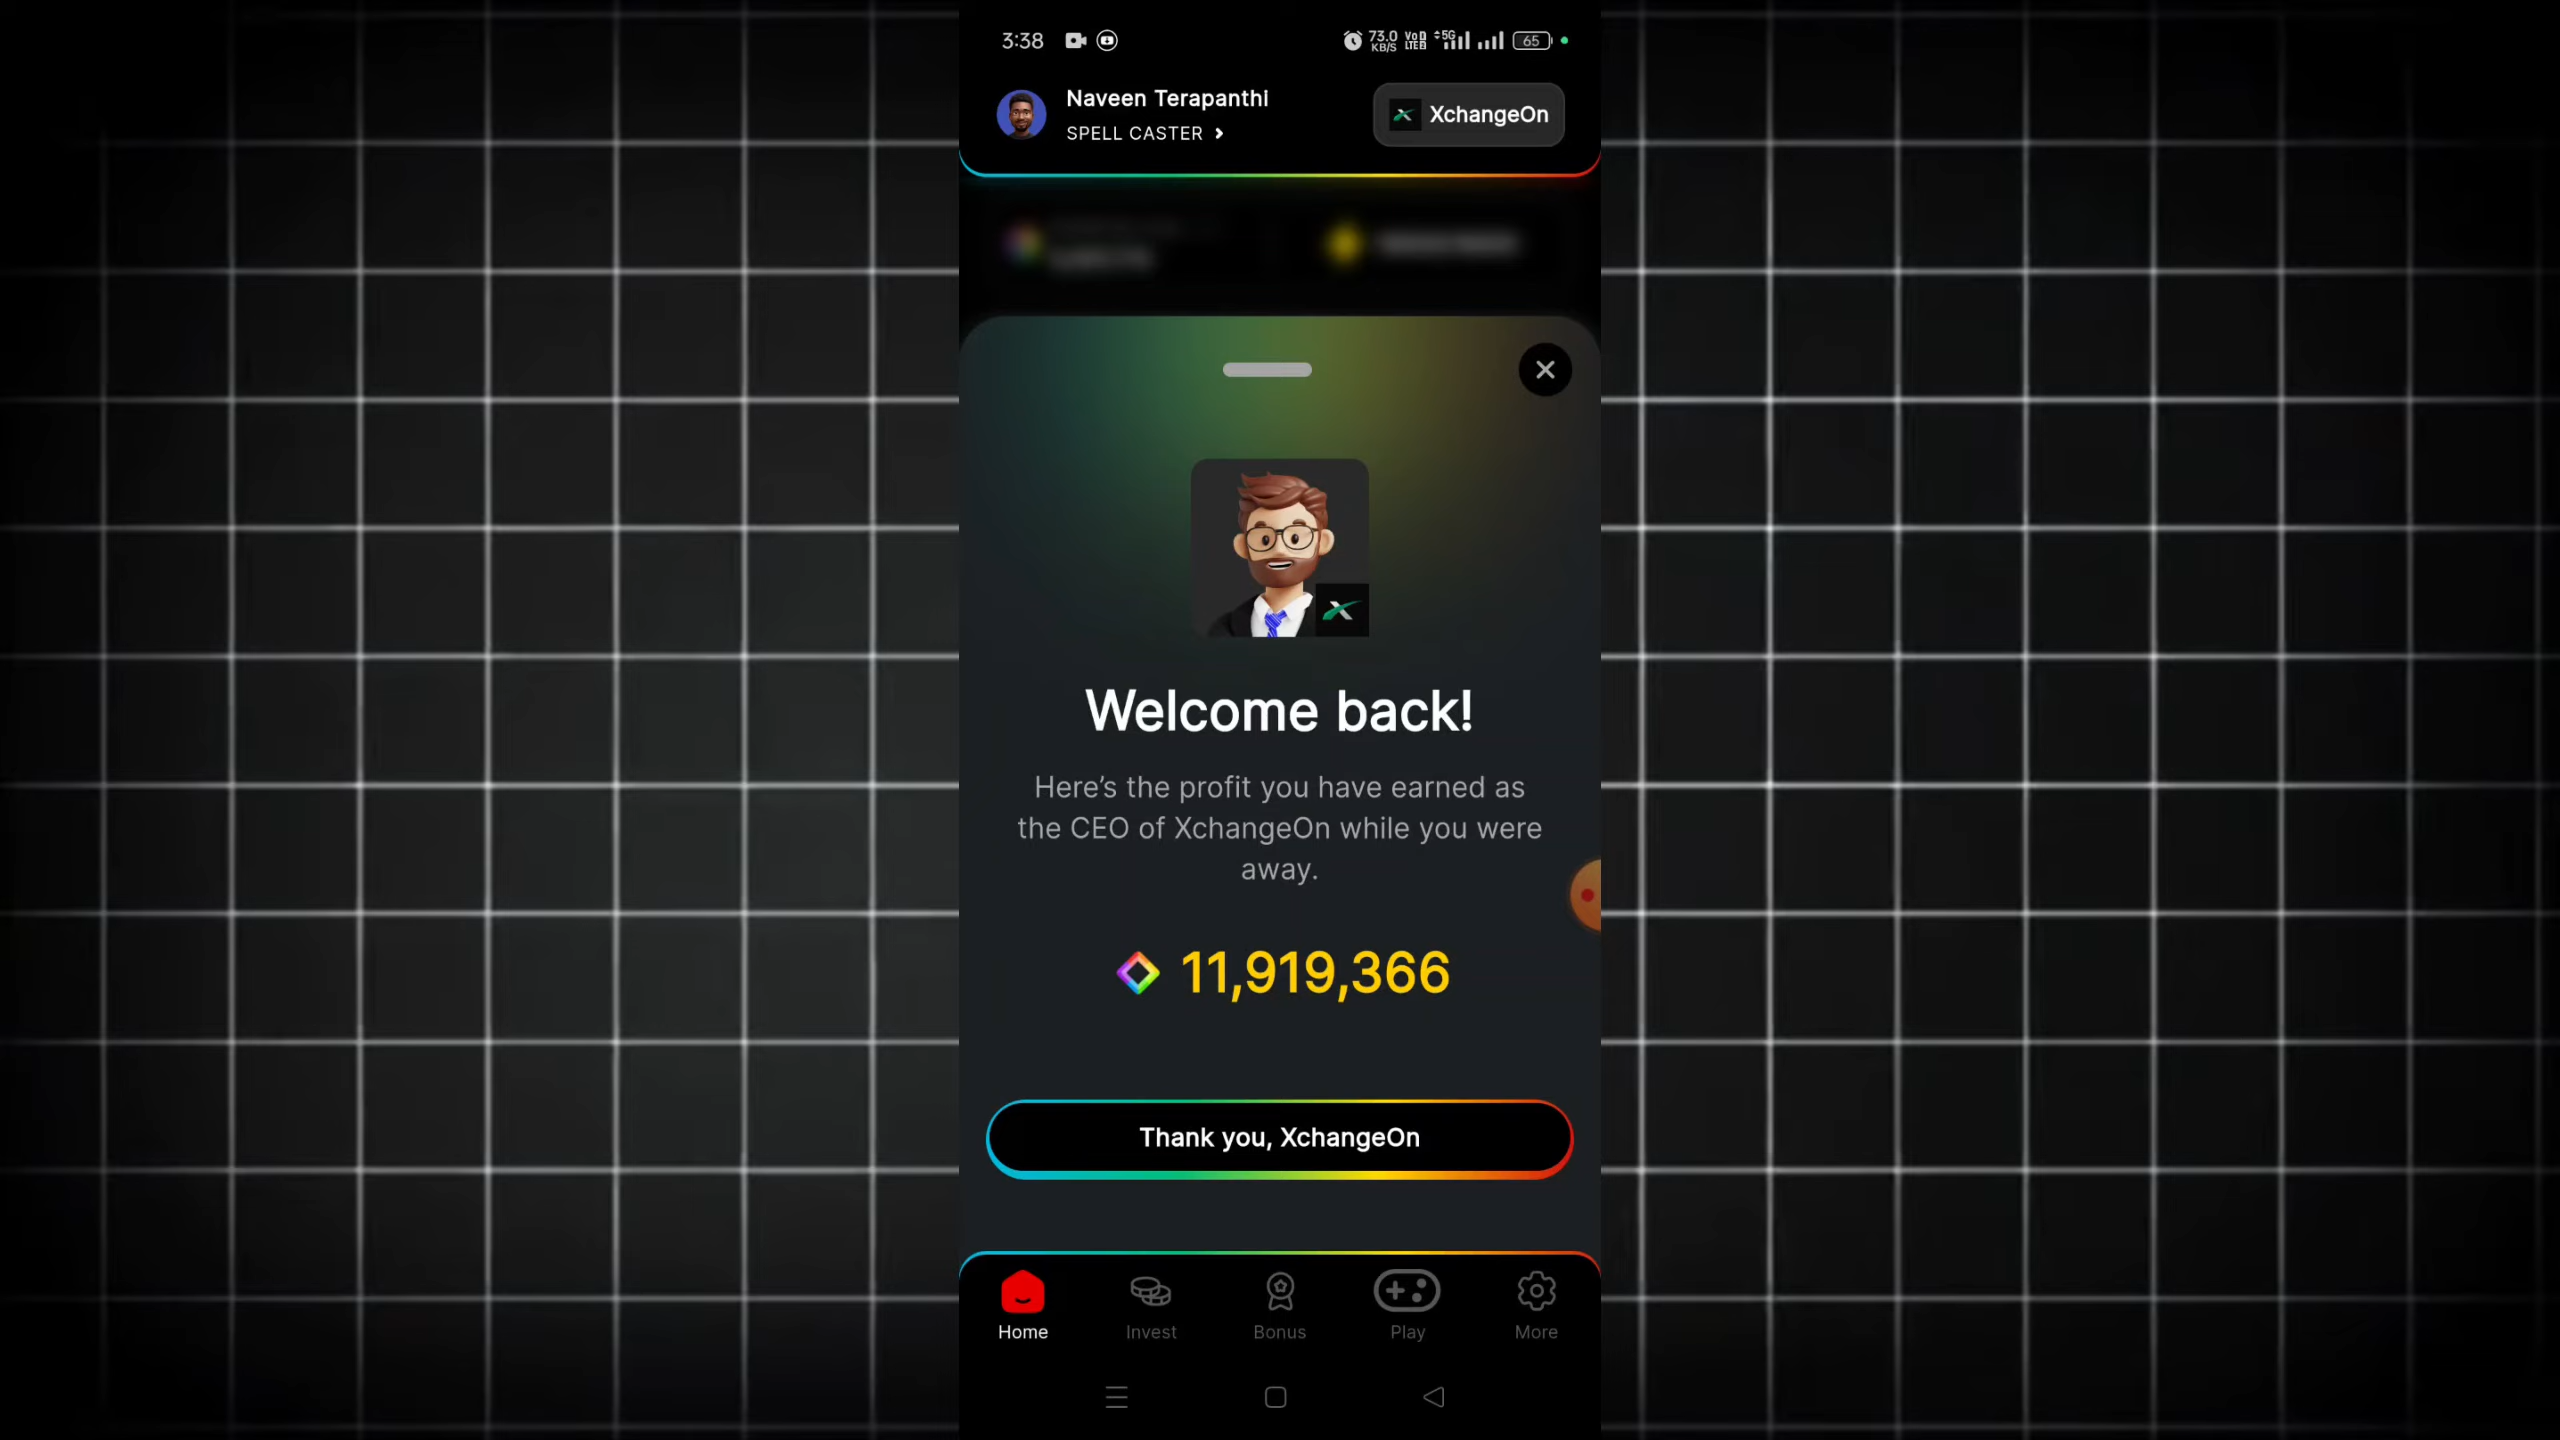 3:38
73.0 KB/S
5G
65
Naveen Terapanthi
SPELL CASTER
XchangeOn
Welcome back!
Here's the profit you have earned as
the CEO of XchangeOn while you were
away.
11,919,366
Thank you, XchangeOn
Home
Invest
Bonus
Play
More